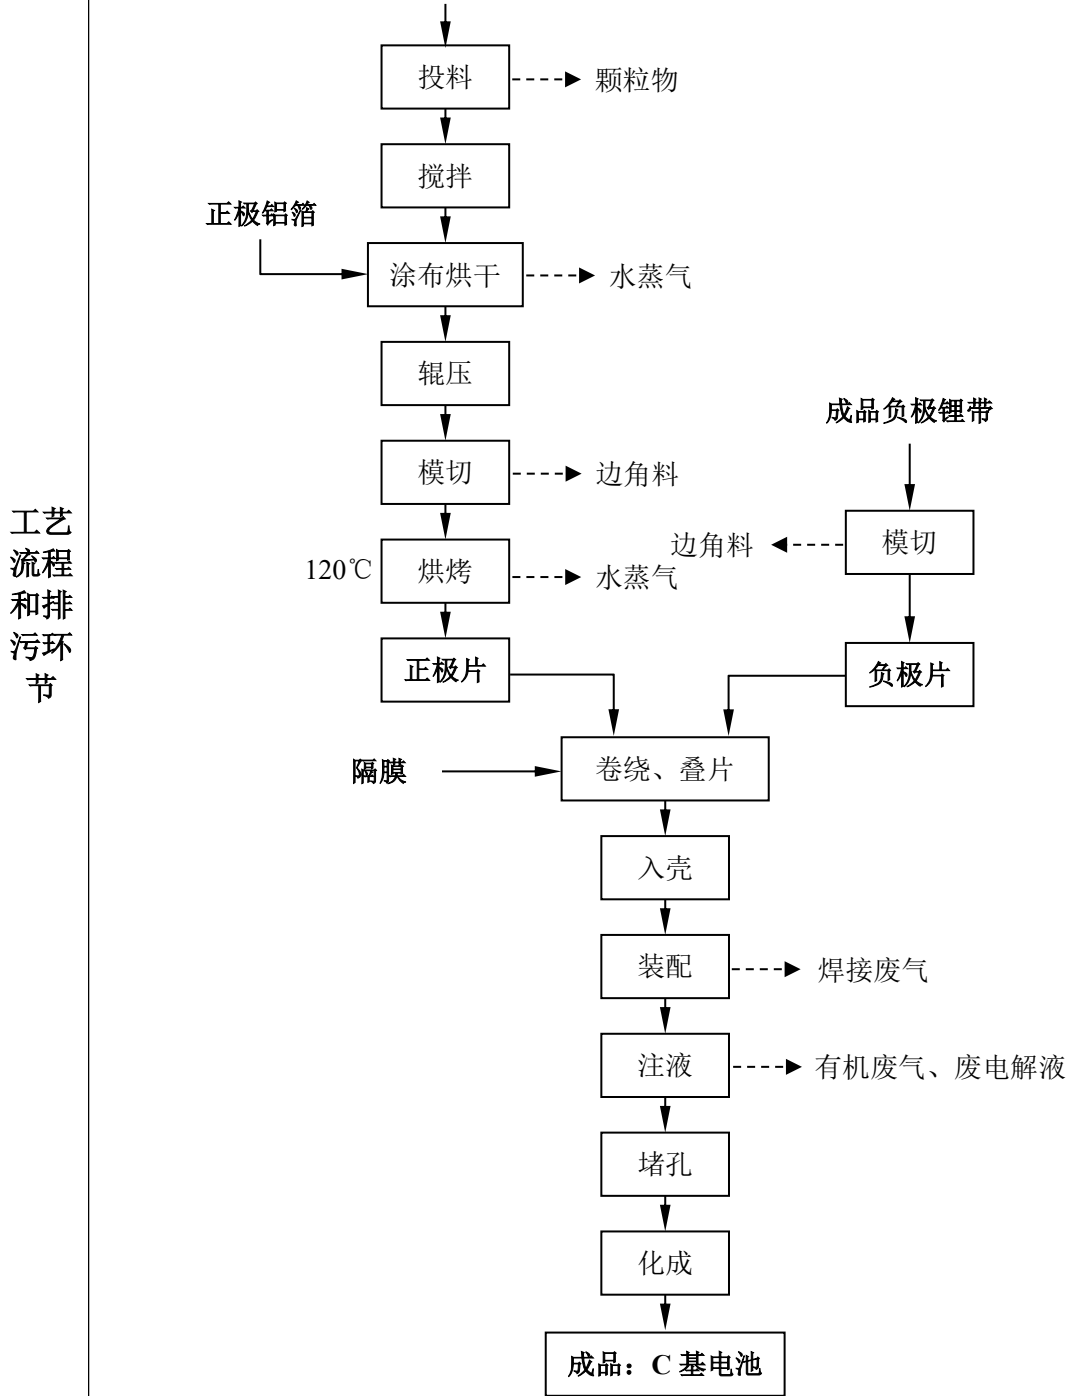 投料
颗粒物
搅拌
正极铝箔
涂布烘干
水蒸气
辊压
成品负极锂带
模切
边角料
工艺
流程
和排
污环
节
边角料
模切
120℃
烘烤
水蒸气
正极片
负极片
隔膜
卷绕、叠片
入壳
装配
焊接废气
注液
有机废气、废电解液
堵孔
化成
成品：C 基电池